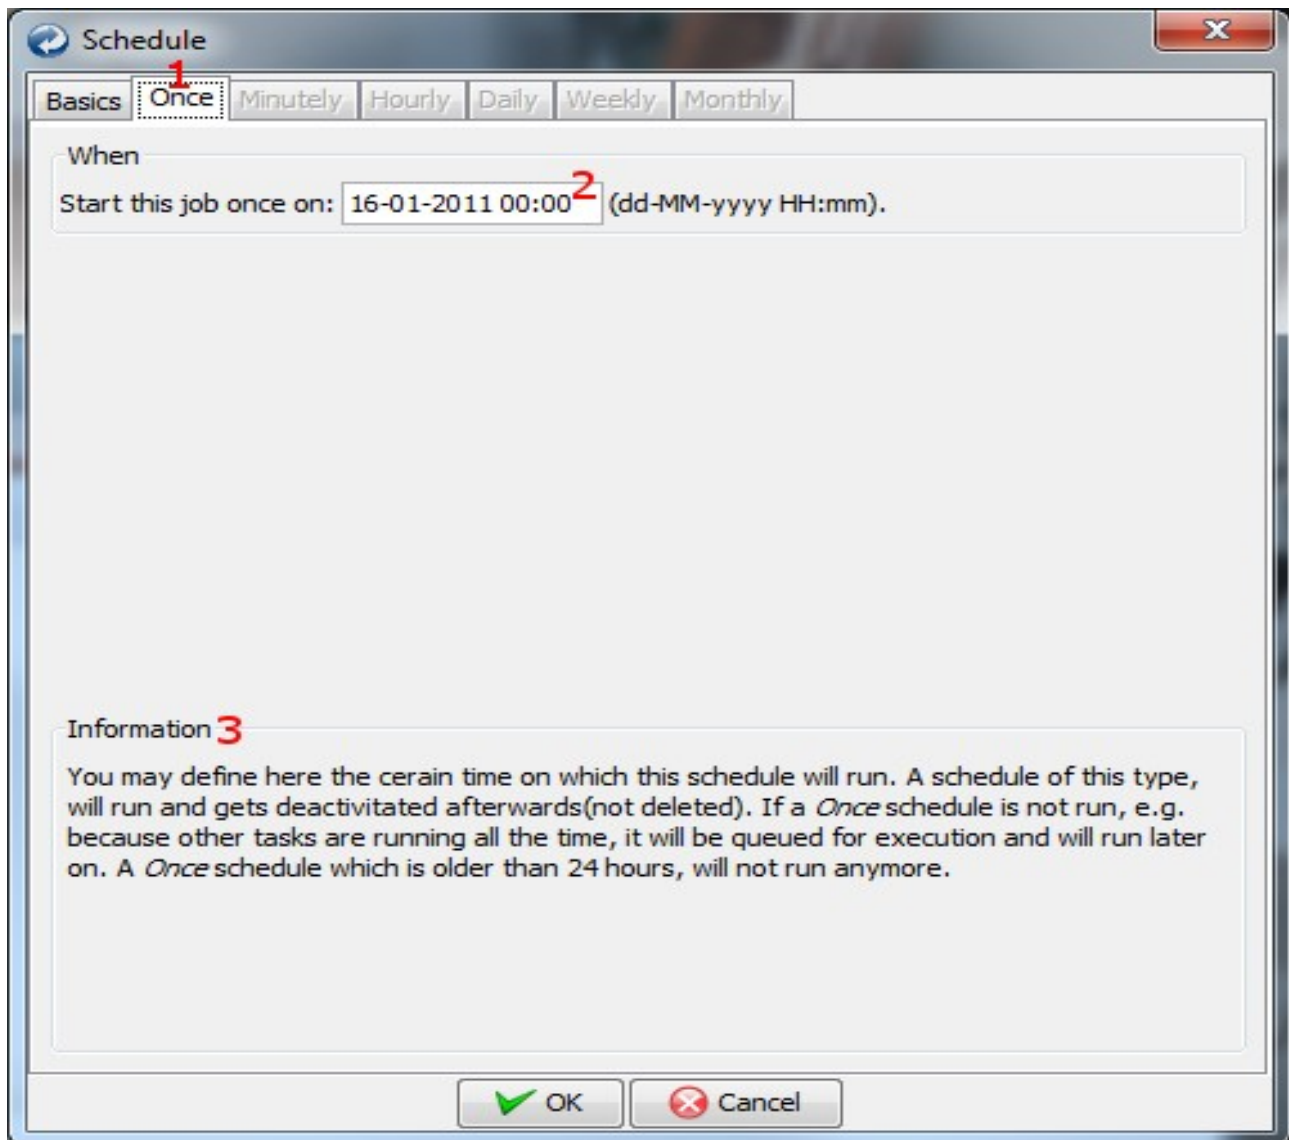 Schedule
1
Basics Once Minutely Hourly Daily Weekly Monthly
When
Start this job once on: 16-01-2011 00:00 2 (dd-MM-yyyy HH:mm).
Information 3
You may define here the cerain time on which this schedule will run. A schedule of this type,
will run and gets deactivitated afterwards(not deleted). If a Once schedule is not run, e.g.
because other tasks are running all the time, it will be queued for execution and will run later
on. A Once schedule which is older than 24 hours, will not run anymore.
OK Cancel